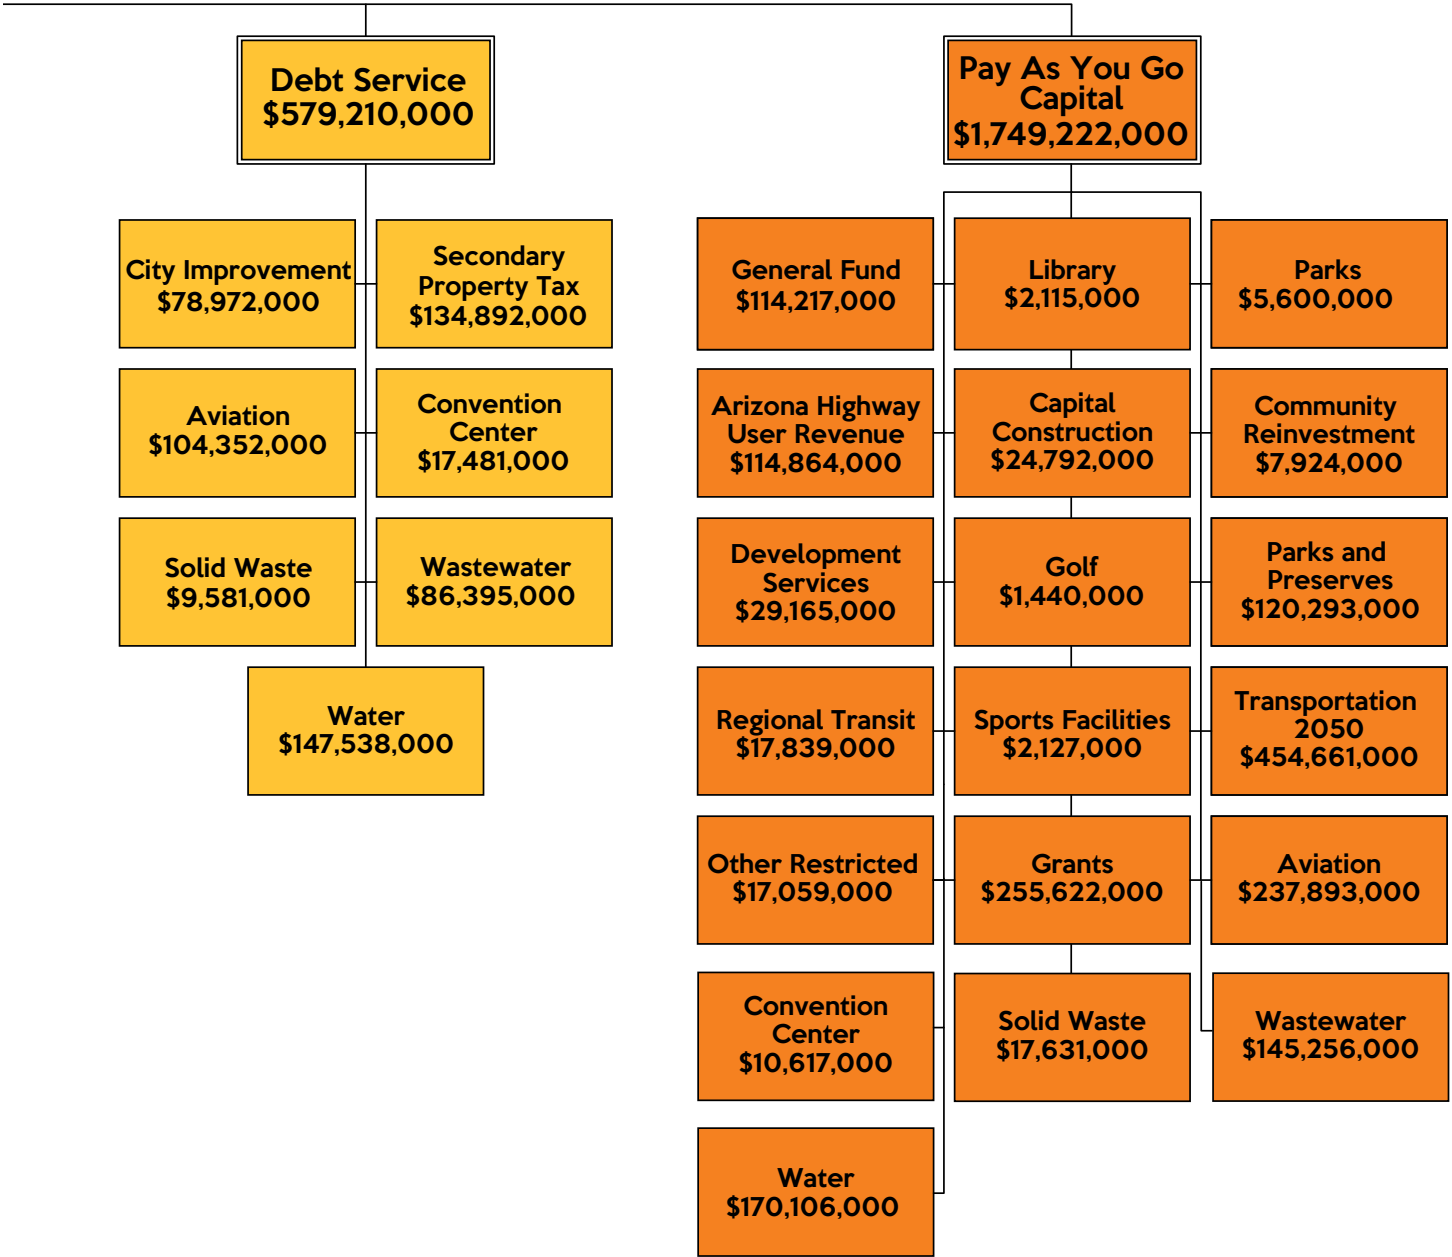 Debt Service
$579,210,000
City Improvement
$78,972,000
Secondary
Property Tax
$134,892,000
Aviation
$104,352,000
Convention
Center
$17,481,000
Solid Waste
$9,581,000
Wastewater
$86,395,000
Water
$147,538,000
Pay As You Go
Capital
$1,749,222,000
General Fund
$114,217,000
Library
$2,115,000
Parks
$5,600,000
Arizona Highway
User Revenue
$114,864,000
Capital
Construction
$24,792,000
Community
Reinvestment
$7,924,000
Development
Services
$29,165,000
Golf
$1,440,000
Parks and
Preserves
$120,293,000
Regional Transit
$17,839,000
Sports Facilities
$2,127,000
Transportation
2050
$454,661,000
Other Restricted
$17,059,000
Grants
$255,622,000
Aviation
$237,893,000
Convention
Center
$10,617,000
Solid Waste
$17,631,000
Wastewater
$145,256,000
Water
$170,106,000